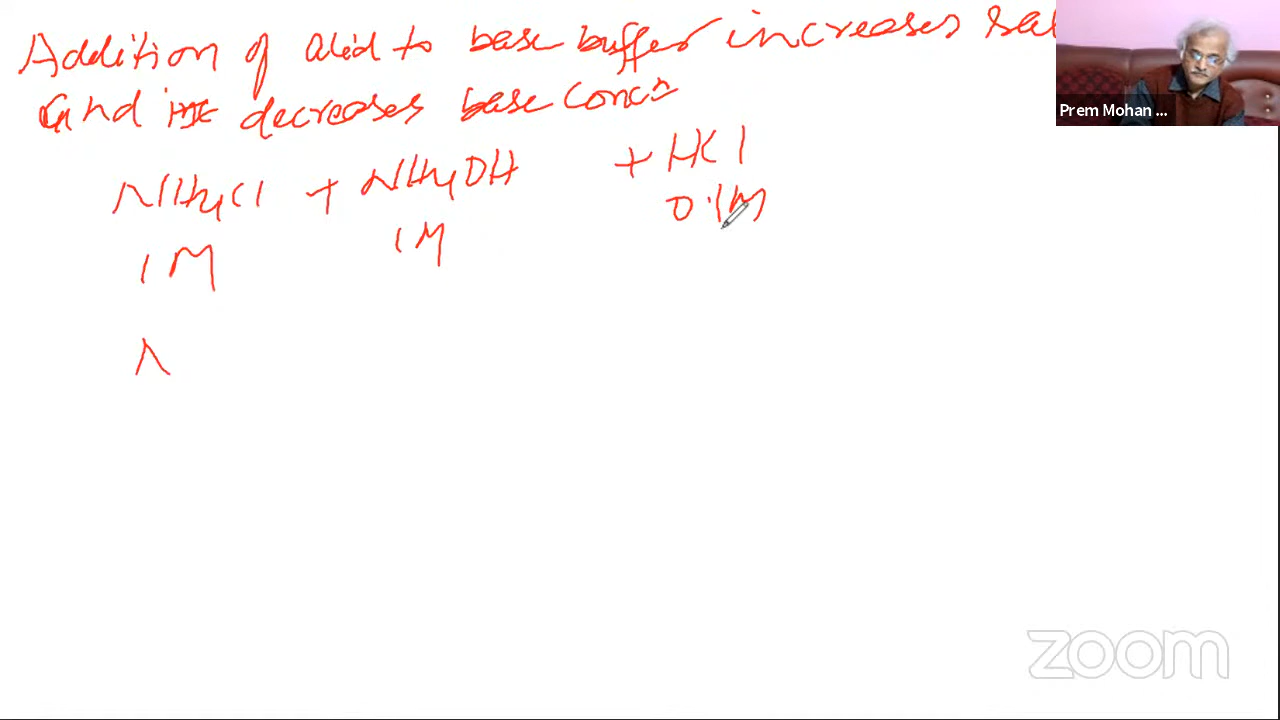 Addition of acid to base buffer increases sal
and decreases base concn
NH4Cl + NH4OH + HCl
1M 1M 0.1M
N
Prem Mohan ...
zoom